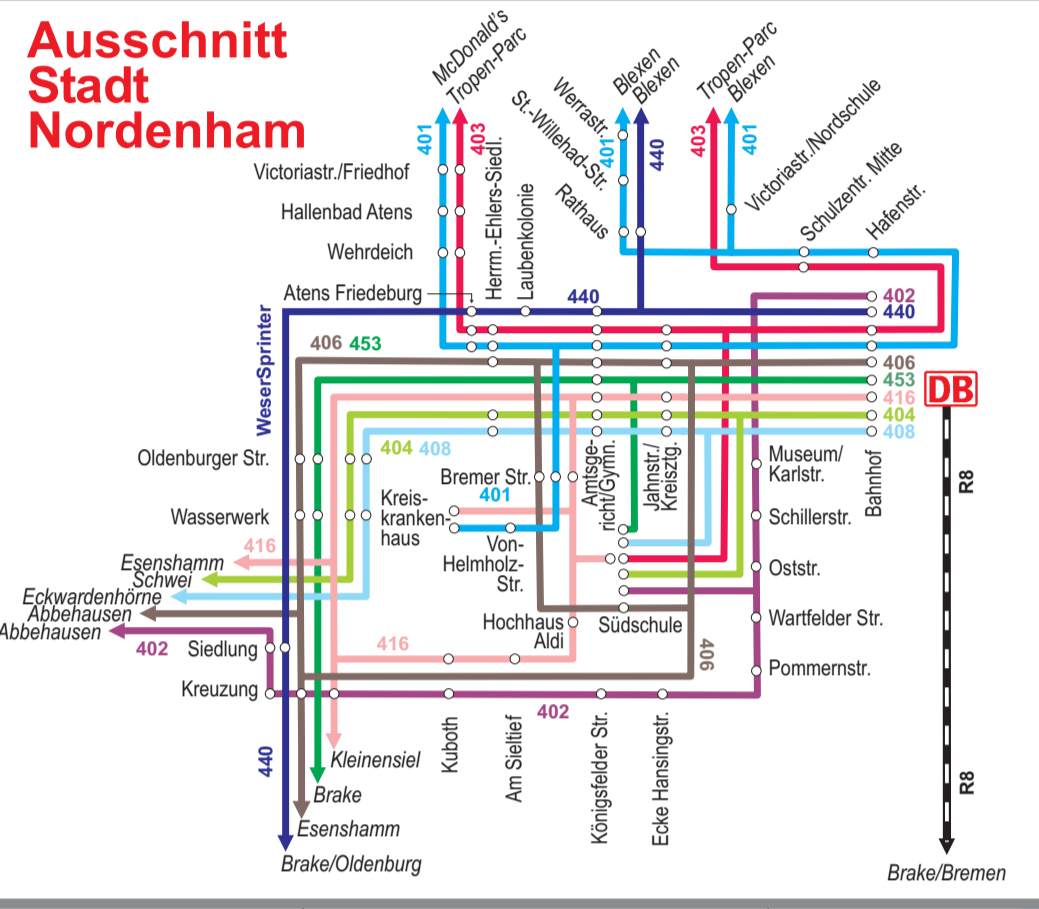 Ausschnitt
Stadt
Nordenham
McDonald's
Tropen-Parc
Blexen
Blexen
Tropen-Parc
Blexen
401
403
Werrastr.
St.-Willehad-Str.
Rathaus
401
440
403
401
Victoriastr./Nordschule
Schulzentr. Mitte
Hafenstr.
Victoriastr./Friedhof
Hallenbad Atens
Wehrdeich
Herrm.-Ehlers-Siedl.
Laubenkolonie
Atens Friedeburg
440
402
440
WeserSprinter
406 453
406
453
416
404
408
DB
404 408
Oldenburger Str.
Wasserwerk
Bremer Str.
401
Kreis-
kranken-
haus
Von-
Helmholz-
Str.
Amtsge-
richt/Gymn.
Jahnstr./
Kreisztg.
Museum/
Karlstr.
Bahnhof
R8
Schillerstr.
Oststr.
Wartfelder Str.
Pommernstr.
416
Esenshamm
Schwei
Eckwardenhörne
Abbehausen
Abbehausen
402
Siedlung
Kreuzung
Hochhaus
Aldi
Südschule
416
406
402
Kuboth
Am Sieltief
Königsfelder Str.
Ecke Hansingstr.
440
Kleinensiel
Brake
Esenshamm
Brake/Oldenburg
R8
Brake/Bremen